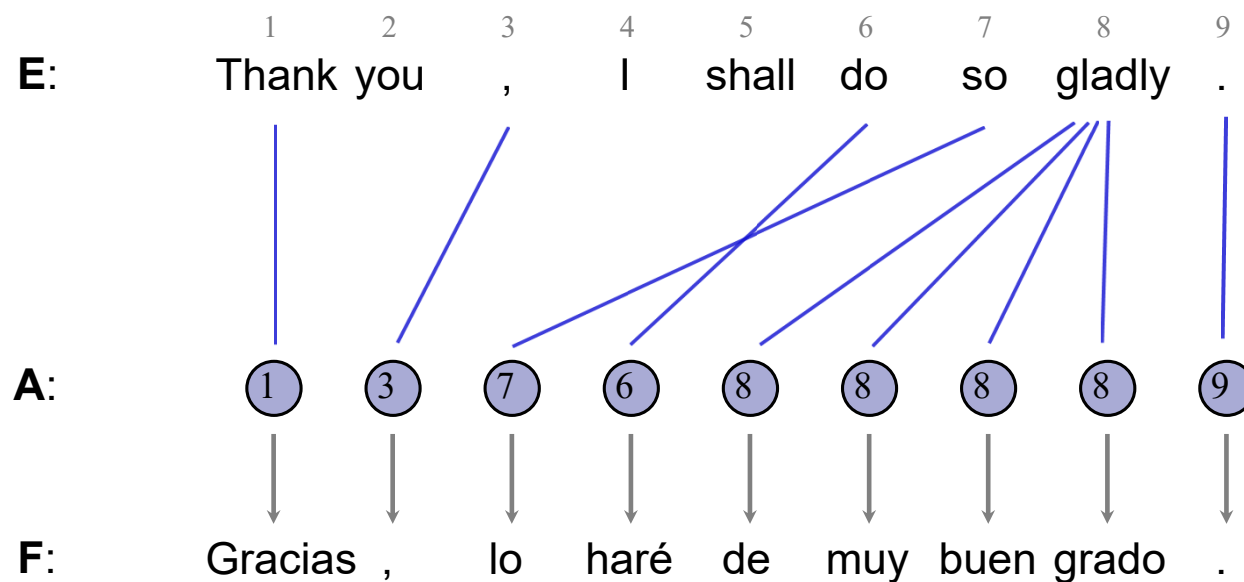 1 2 3 4 5 6 7 8 9
E: Thank you , I shall do so gladly .
A: 1 3 7 6 8 8 8 8 9
F: Gracias , lo haré de muy buen grado .